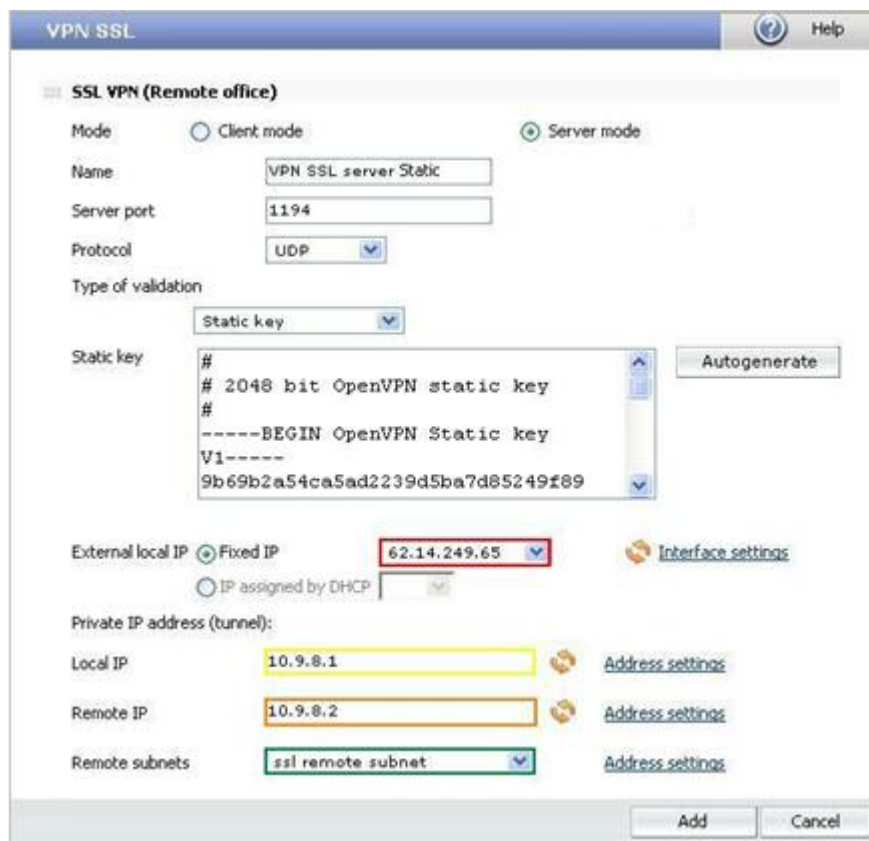 VPN SSL
Help
SSL VPN (Remote office)
Mode Client mode Server mode
Name VPN SSL server Static
Server port 1194
Protocol UDP
Type of validation
Static key
Static key # Autogenerate
# 2048 bit OpenVPN static key
#
-----BEGIN OpenVPN Static key
V1-----
9b69b2a54ca5ad2239d5ba7d85249f89
External local IP Fixed IP 62.14.249.65 Interface settings
IP assigned by DHCP
Private IP address (tunnel):
Local IP 10.9.8.1 Address settings
Remote IP 10.9.8.2 Address settings
Remote subnets ssl remote subnet Address settings
Add Cancel